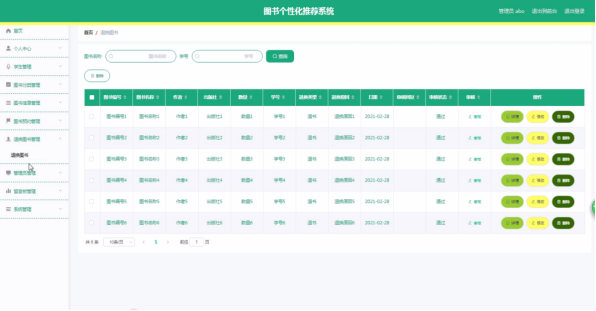 图书个性化推荐系统
管理员 abo 退出到前台 退出登录
首页
个人中心
学生管理
图书分类管理
图书信息管理
图书预约管理
退换图书管理
退换图书
管理员管理
留言板管理
系统管理
首页 / 退换图书
图书名称 图书名称 学号 学号 查询
删除
图书编号 图书名称 作者 出版社 数量 学号 退换类型 退换原因 日期 审核回复 审核状态 审核 操作
图书编号1 图书名称1 作者1 出版社1 数量1 学号1 图书 退换原因1 2021-02-28 通过 审核 详情 修改 删除
图书编号2 图书名称2 作者2 出版社2 数量2 学号2 图书 退换原因2 2021-02-28 通过 审核 详情 修改 删除
图书编号3 图书名称3 作者3 出版社3 数量3 学号3 图书 退换原因3 2021-02-28 通过 审核 详情 修改 删除
图书编号4 图书名称4 作者4 出版社4 数量4 学号4 图书 退换原因4 2021-02-28 通过 审核 详情 修改 删除
图书编号5 图书名称5 作者5 出版社5 数量5 学号5 图书 退换原因5 2021-02-28 通过 审核 详情 修改 删除
图书编号6 图书名称6 作者6 出版社6 数量6 学号6 图书 退换原因6 2021-02-28 通过 审核 详情 修改 删除
共 6 条 10条/页 1 前往 1 页